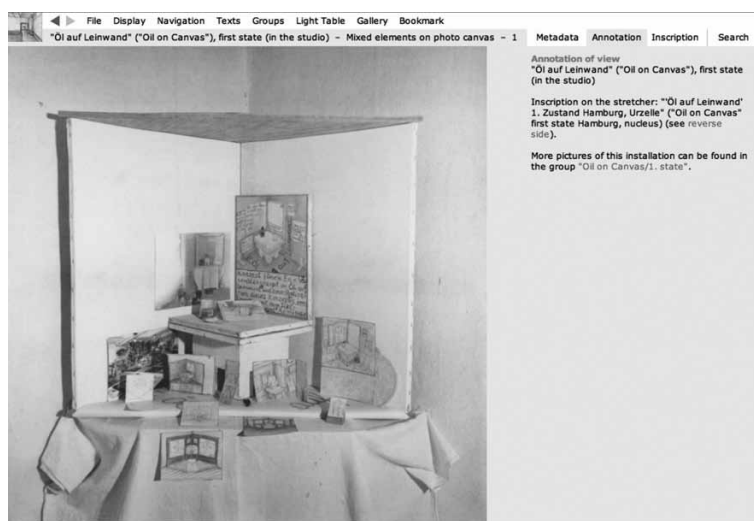 File Display Navigation Texts Groups Light Table Gallery Bookmark
"Öl auf Leinwand" ("Oil on Canvas"), first state (in the studio) – Mixed elements on photo canvas – 1
Metadata Annotation Inscription Search
Annotation of view
"Öl auf Leinwand" ("Oil on Canvas"), first state
(in the studio)
Inscription on the stretcher: "'Öl auf Leinwand'
1. Zustand Hamburg, Urzelle" ("Oil on Canvas"
first state Hamburg, nucleus) (see reverse
side).
More pictures of this installation can be found in
the group "Oil on Canvas/1. state".